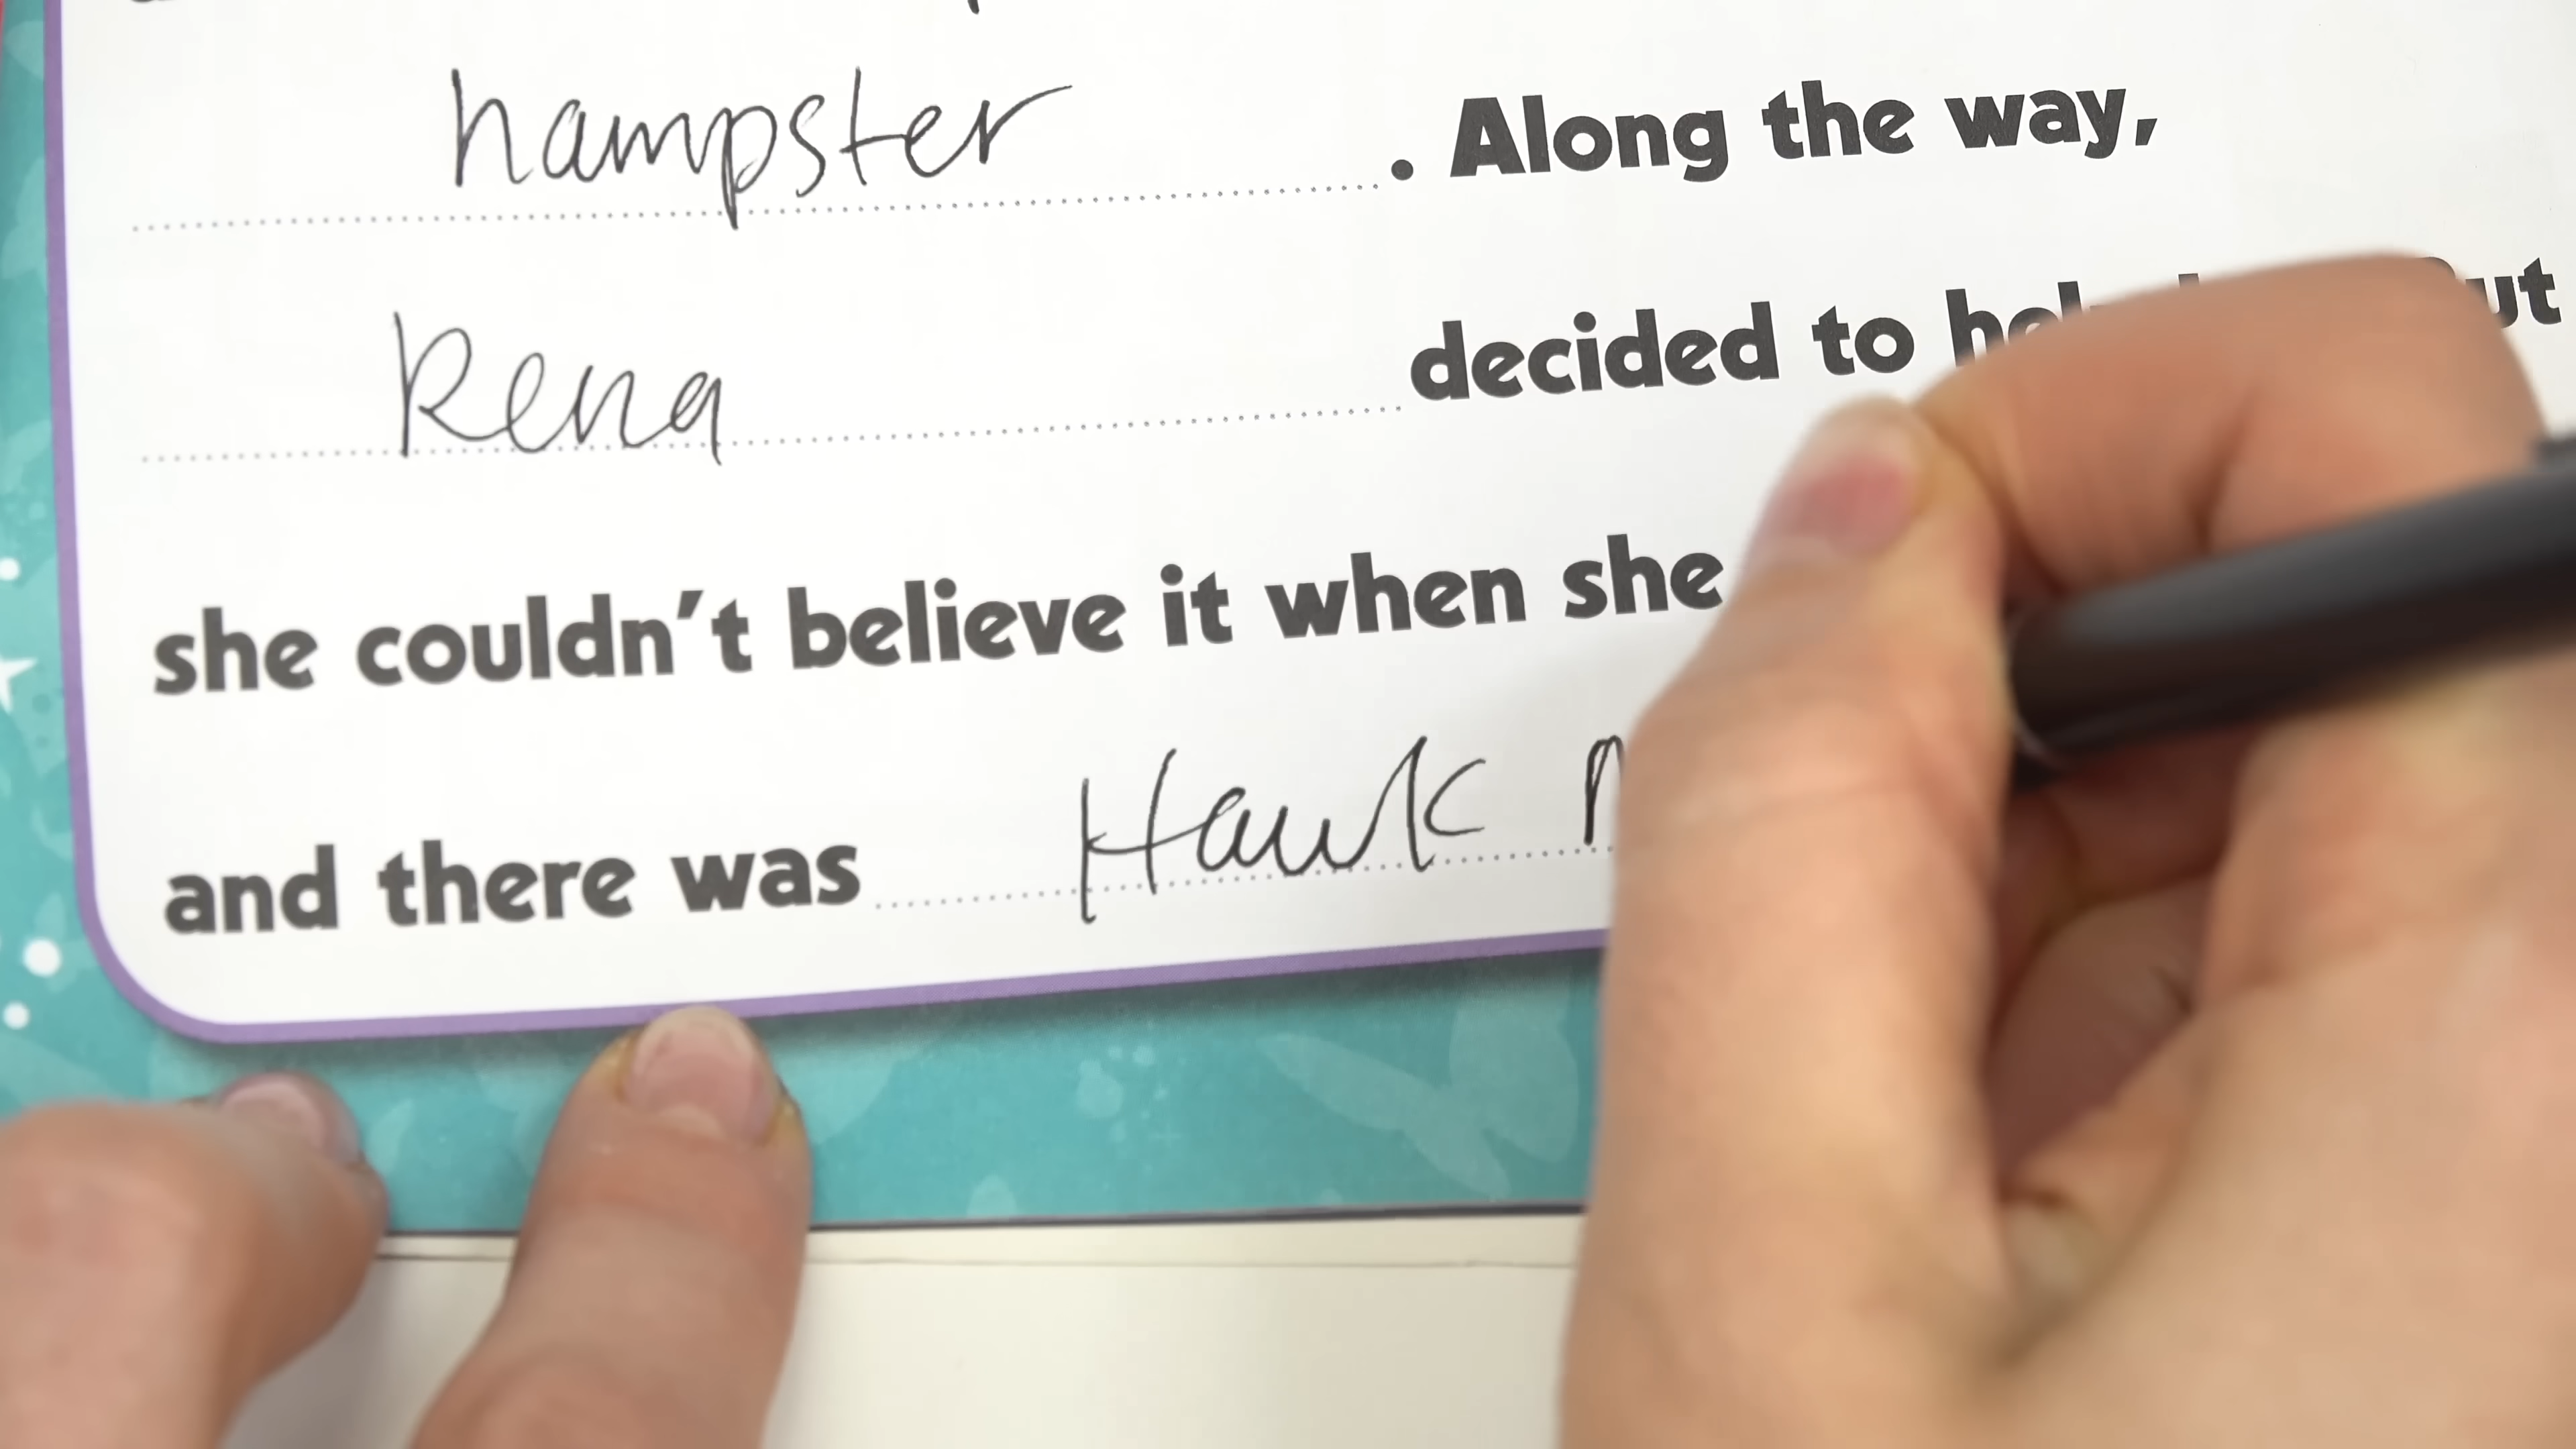 hampster. Along the way,
Rena decided to
she couldn't believe it when she
and there was Hawk